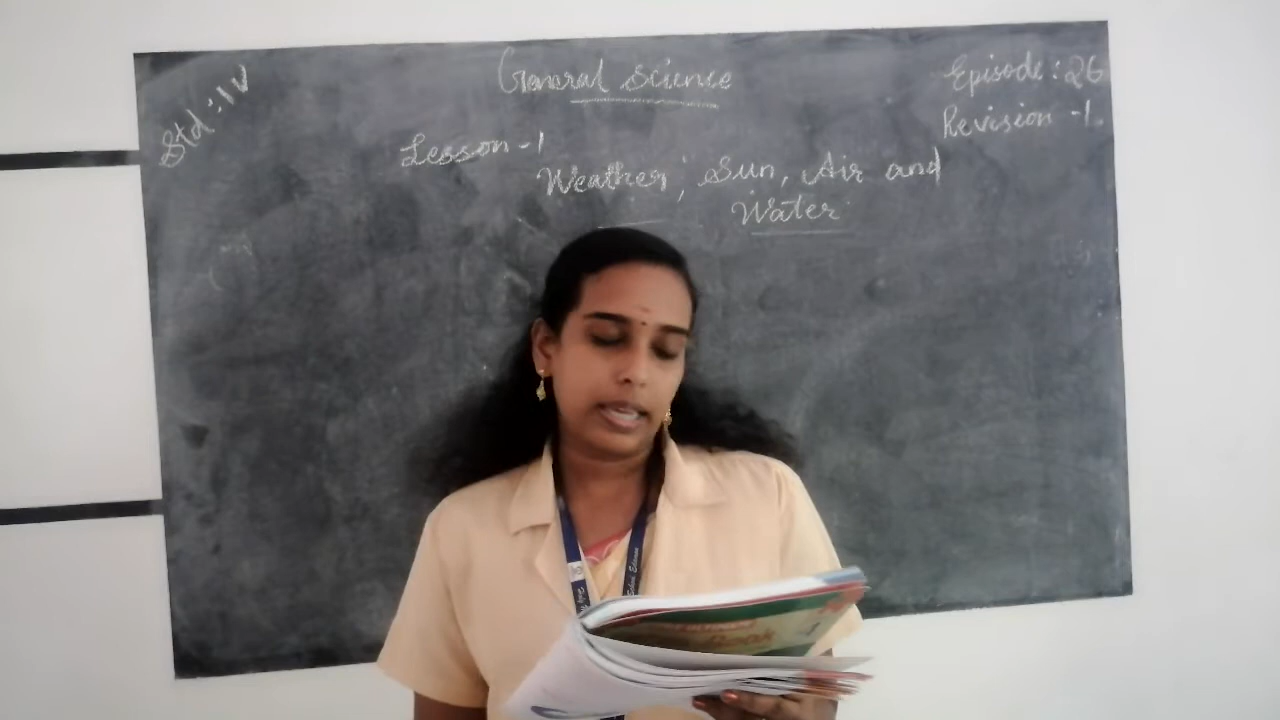 Std : IV
General Science
Episode : 26
Revision - 1.
Lesson - 1
Weather, Sun, Air and
Water